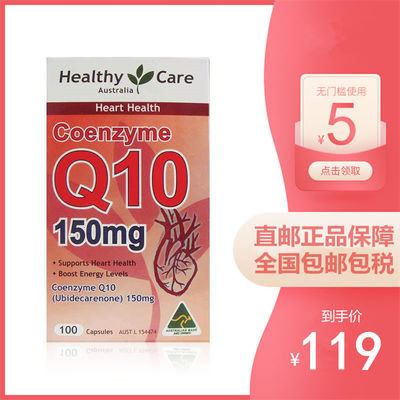 Healthy Care
Australia
Heart Health
Coenzyme
Q10
150mg
• Supports Heart Health
• Boost Energy Levels
Coenzyme Q10
(Ubidecarenone) 150mg
100 Capsules AUST L 154474
AUSTRALIAN MADE
无门槛使用
¥5
点击领取
直邮正品保障
全国包邮包税
到手价
¥119